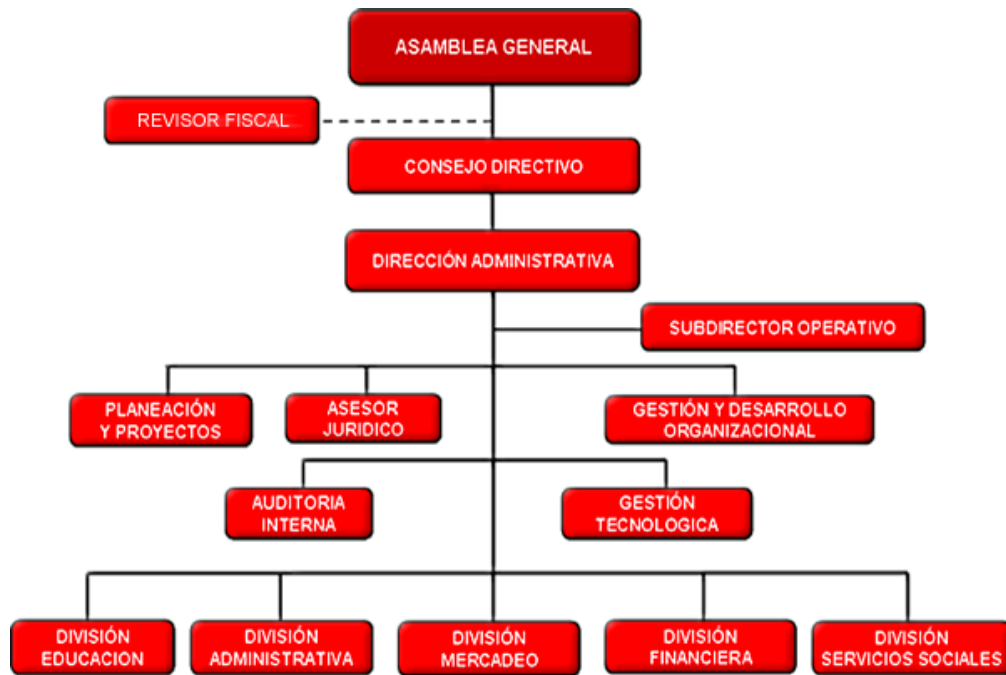 ASAMBLEA GENERAL
REVISOR FISCAL
CONSEJO DIRECTIVO
DIRECCIÓN ADMINISTRATIVA
SUBDIRECTOR OPERATIVO
PLANEACIÓN
Y PROYECTOS
ASESOR
JURIDICO
GESTIÓN Y DESARROLLO
ORGANIZACIONAL
AUDITORIA
INTERNA
GESTIÓN
TECNOLOGICA
DIVISIÓN
EDUCACION
DIVISIÓN
ADMINISTRATIVA
DIVISIÓN
MERCADEO
DIVISIÓN
FINANCIERA
DIVISIÓN
SERVICIOS SOCIALES